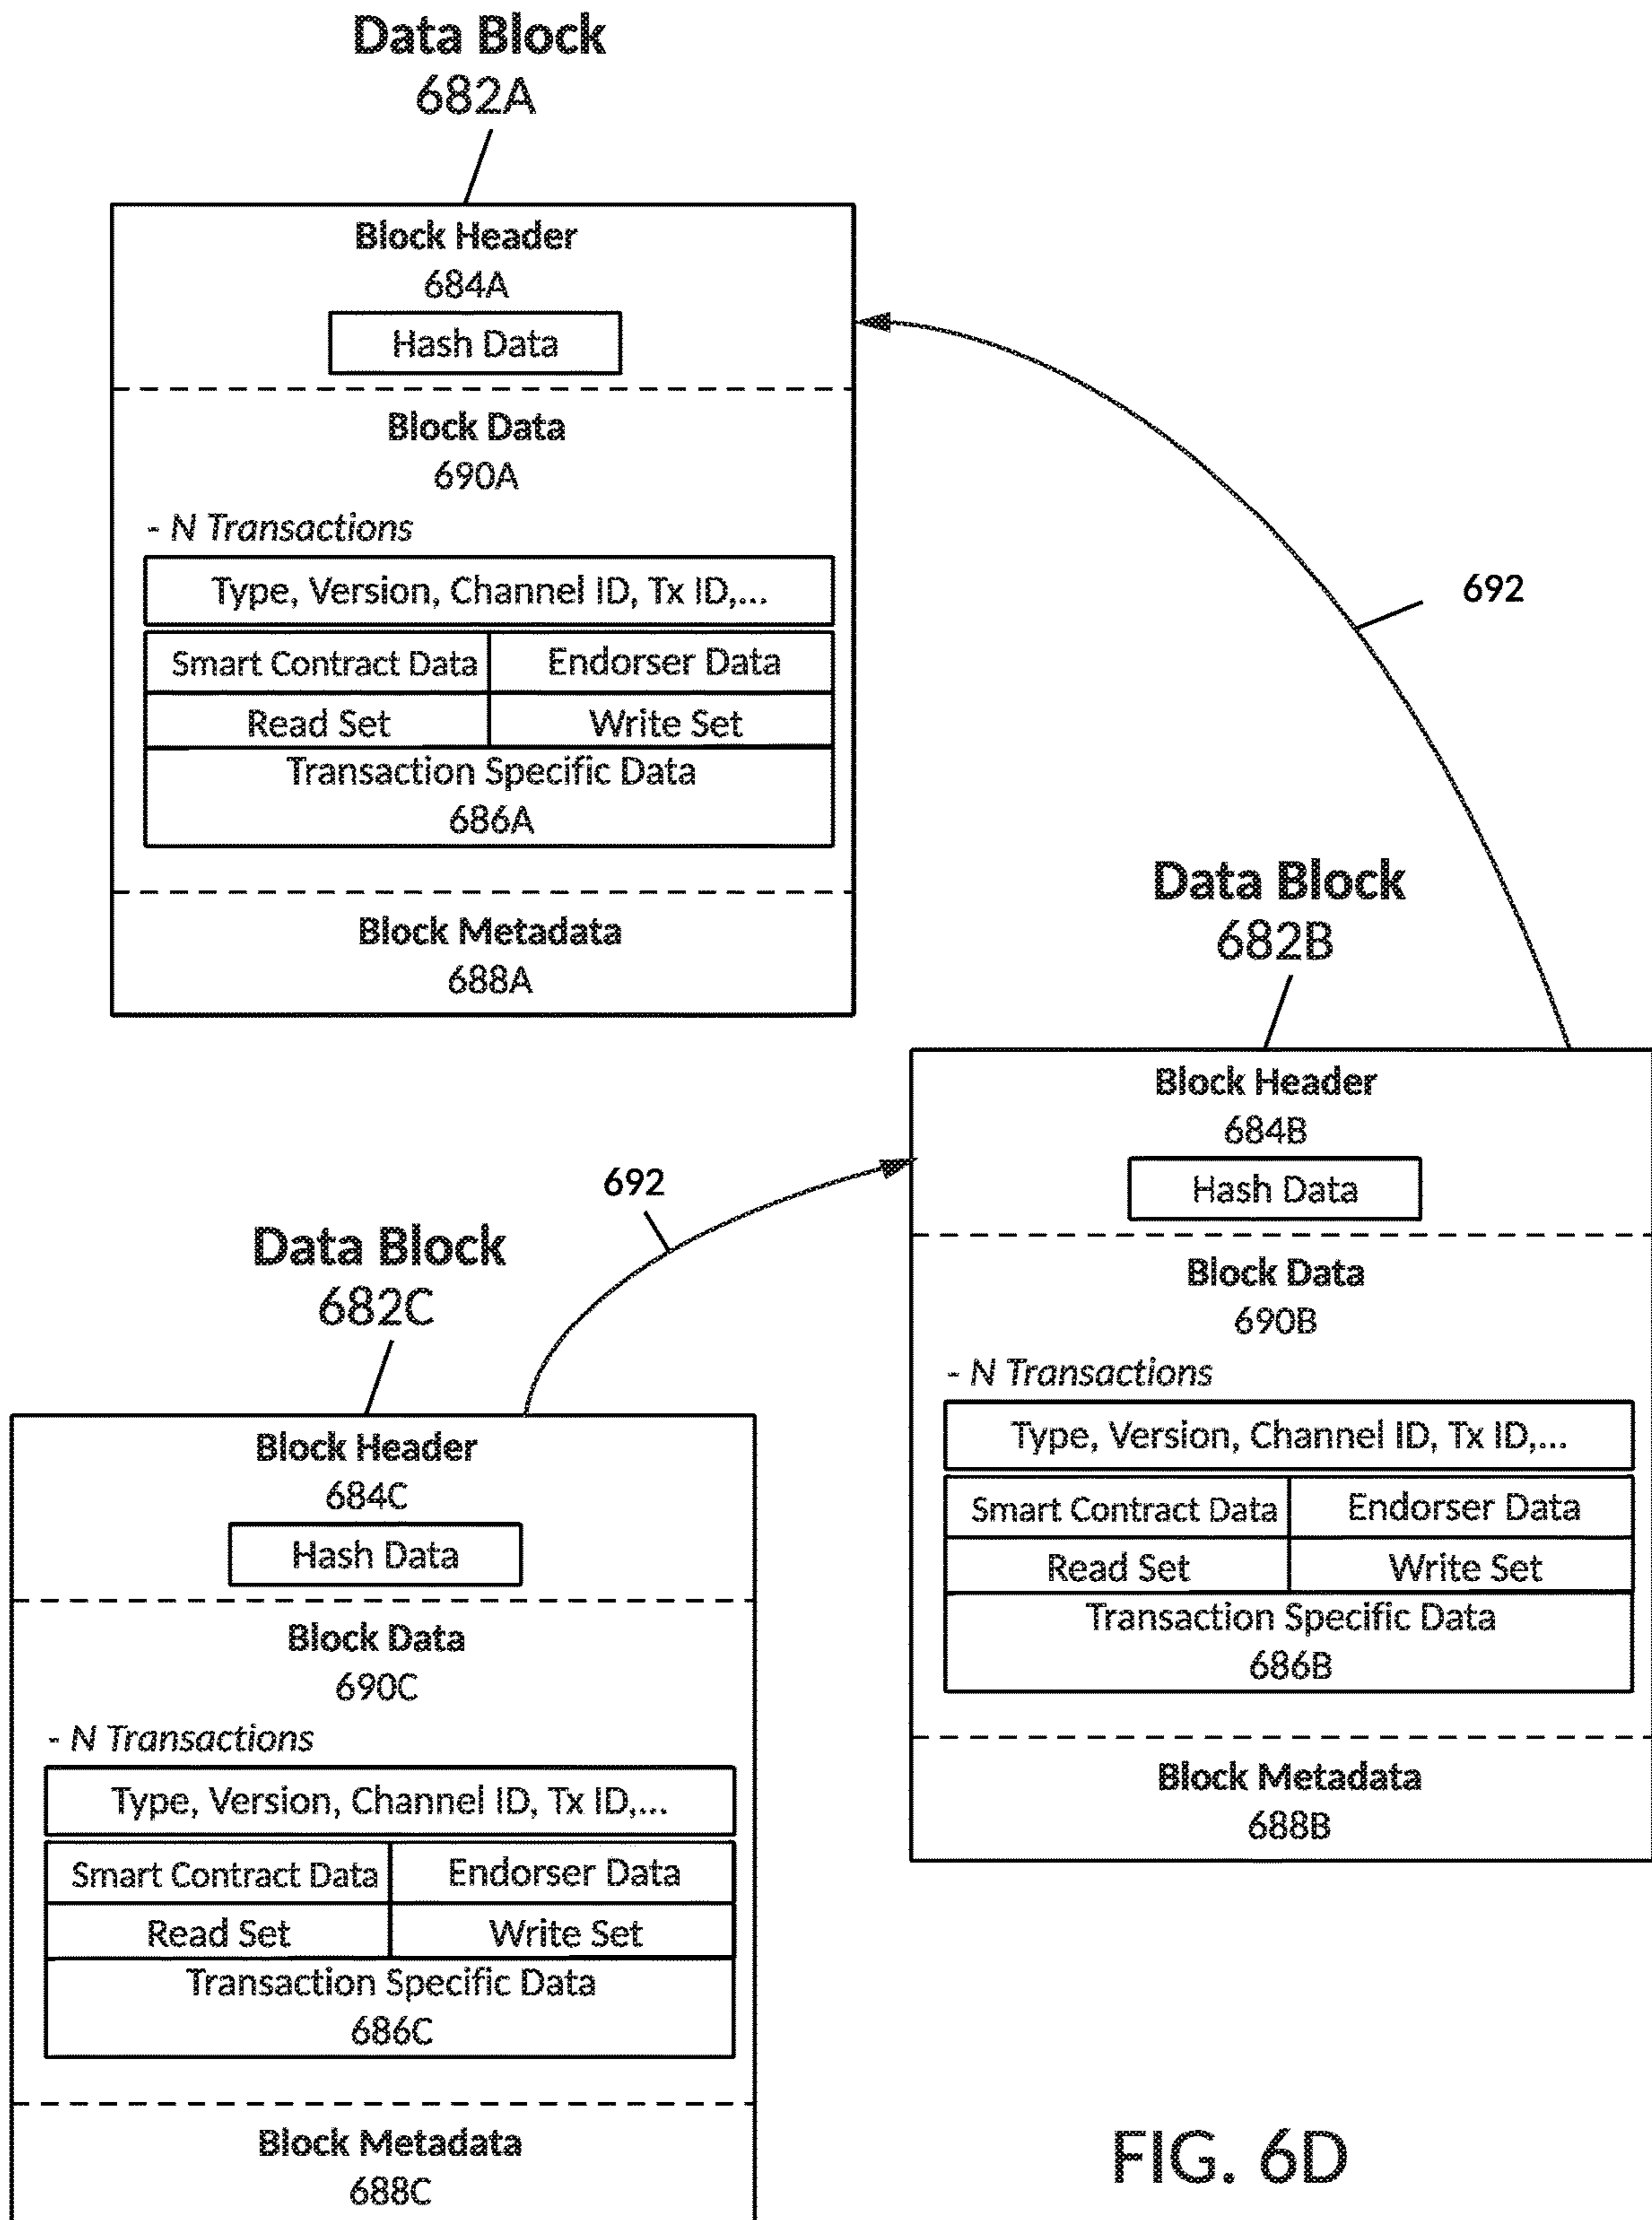 Data Block
682A
Block Header
684A
Hash Data
Block Data
690A
- N Transactions
Type, Version, Channel ID, Tx ID,...
Smart Contract Data Endorser Data
Read Set Write Set
Transaction Specific Data
686A
Block Metadata
688A
692
Data Block
682B
Block Header
684B
Hash Data
Block Data
690B
- N Transactions
Type, Version, Channel ID, Tx ID,...
Smart Contract Data Endorser Data
Read Set Write Set
Transaction Specific Data
686B
Block Metadata
688B
692
Data Block
682C
Block Header
684C
Hash Data
Block Data
690C
- N Transactions
Type, Version, Channel ID, Tx ID,...
Smart Contract Data Endorser Data
Read Set Write Set
Transaction Specific Data
686C
Block Metadata
688C
FIG. 6D